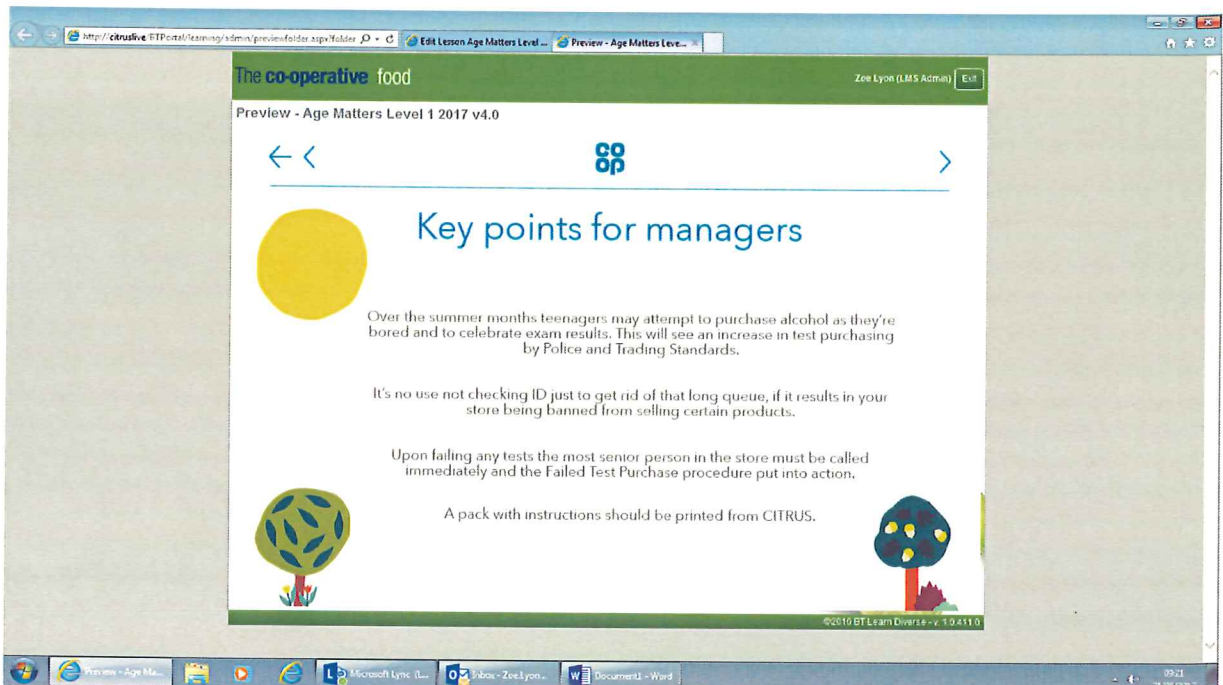 http://citruslive/BTPortal/learning/admin/previewfolder.aspx?folder
Edit Lesson Age Matters Level ...
Preview - Age Matters Leve...
The co-operative food
Zoe Lyon (LMS Admin)
Exit
Preview - Age Matters Level 1 2017 v4.0
co
op
Key points for managers
Over the summer months teenagers may attempt to purchase alcohol as they're
bored and to celebrate exam results. This will see an increase in test purchasing
by Police and Trading Standards.
It's no use not checking ID just to get rid of that long queue, if it results in your
store being banned from selling certain products.
Upon failing any tests the most senior person in the store must be called
immediately and the Failed Test Purchase procedure put into action.
A pack with instructions should be printed from CITRUS.
©2010 BT Learn Diverse - v. 1.0.411.0
Preview - Age Ma...
Microsoft Lync (L...
Inbox - Zoe.Lyon...
Document1 - Word
09:21